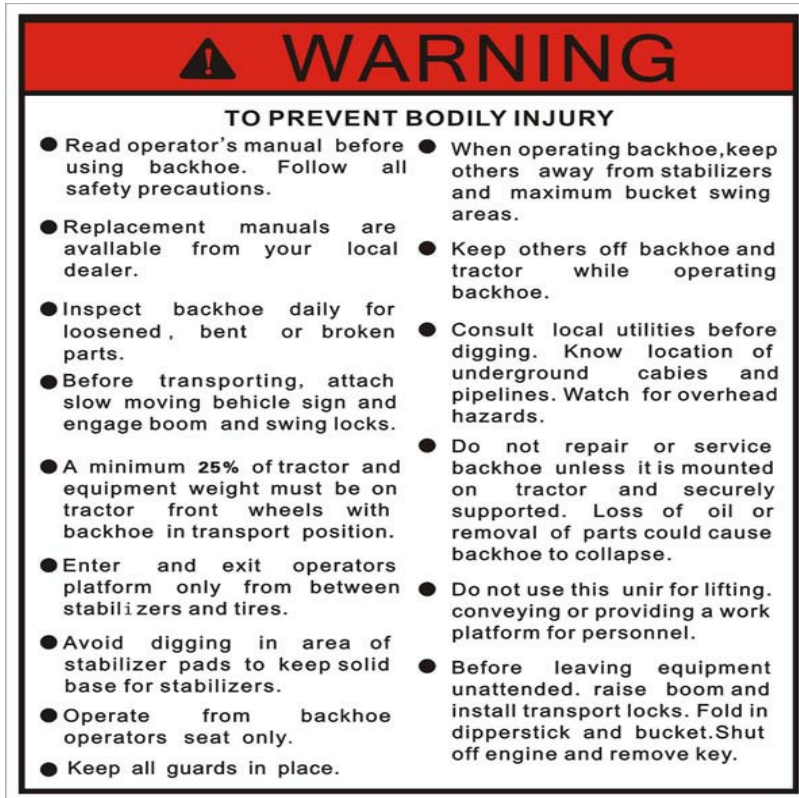 WARNING
TO PREVENT BODILY INJURY
● Read operator's manual before
using backhoe. Follow all
safety precautions.
● Replacement manuals are
avallable from your local
dealer.
● Inspect backhoe daily for
loosened, bent or broken
parts.
● Before transporting, attach
slow moving behicle sign and
engage boom and swing locks.
● A minimum 25% of tractor and
equipment weight must be on
tractor front wheels with
backhoe in transport position.
● Enter and exit operators
platform only from between
stabilizers and tires.
● Avoid digging in area of
stabilizer pads to keep solid
base for stabilizers.
● Operate from backhoe
operators seat only.
● Keep all guards in place.
● When operating backhoe,keep
others away from stabilizers
and maximum bucket swing
areas.
● Keep others off backhoe and
tractor while operating
backhoe.
● Consult local utilities before
digging. Know location of
underground cabies and
pipelines. Watch for overhead
hazards.
● Do not repair or service
backhoe unless it is mounted
on tractor and securely
supported. Loss of oil or
removal of parts could cause
backhoe to collapse.
● Do not use this unir for lifting.
conveying or providing a work
platform for personnel.
● Before leaving equipment
unattended. raise boom and
install transport locks. Fold in
dipperstick and bucket.Shut
off engine and remove key.